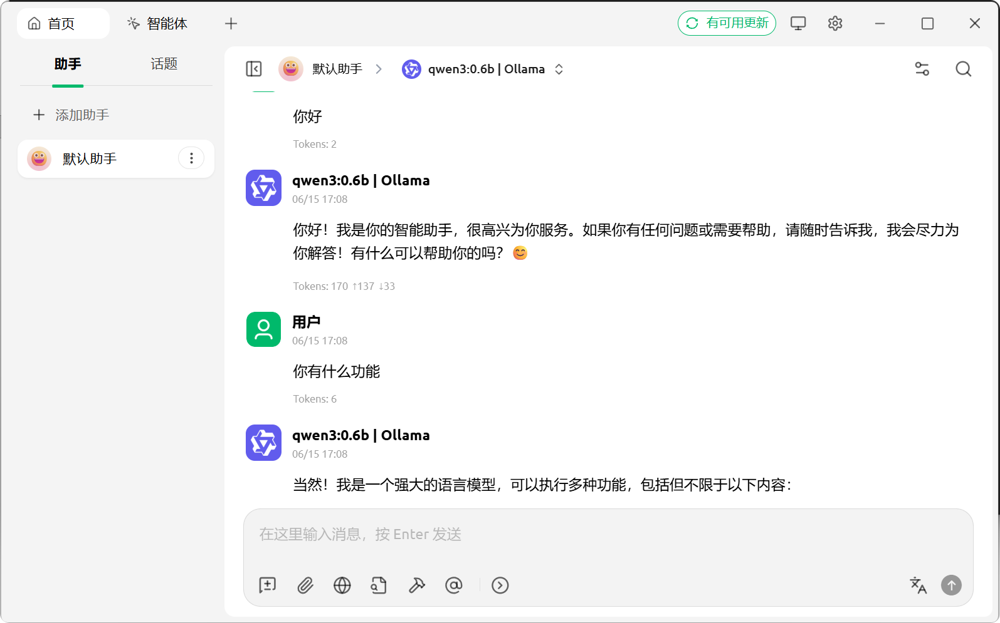 首页
智能体
有可用更新
助手
话题
添加助手
默认助手
默认助手
qwen3:0.6b | Ollama
你好
Tokens: 2
qwen3:0.6b | Ollama
06/15 17:08
你好！我是你的智能助手，很高兴为你服务。如果你有任何问题或需要帮助，请随时告诉我，我会尽力为
你解答！有什么可以帮助你的吗？😊
Tokens: 170 ↑137 ↓33
用户
06/15 17:08
你有什么功能
Tokens: 6
qwen3:0.6b | Ollama
06/15 17:08
当然！我是一个强大的语言模型，可以执行多种功能，包括但不限于以下内容：
在这里输入消息，按 Enter 发送